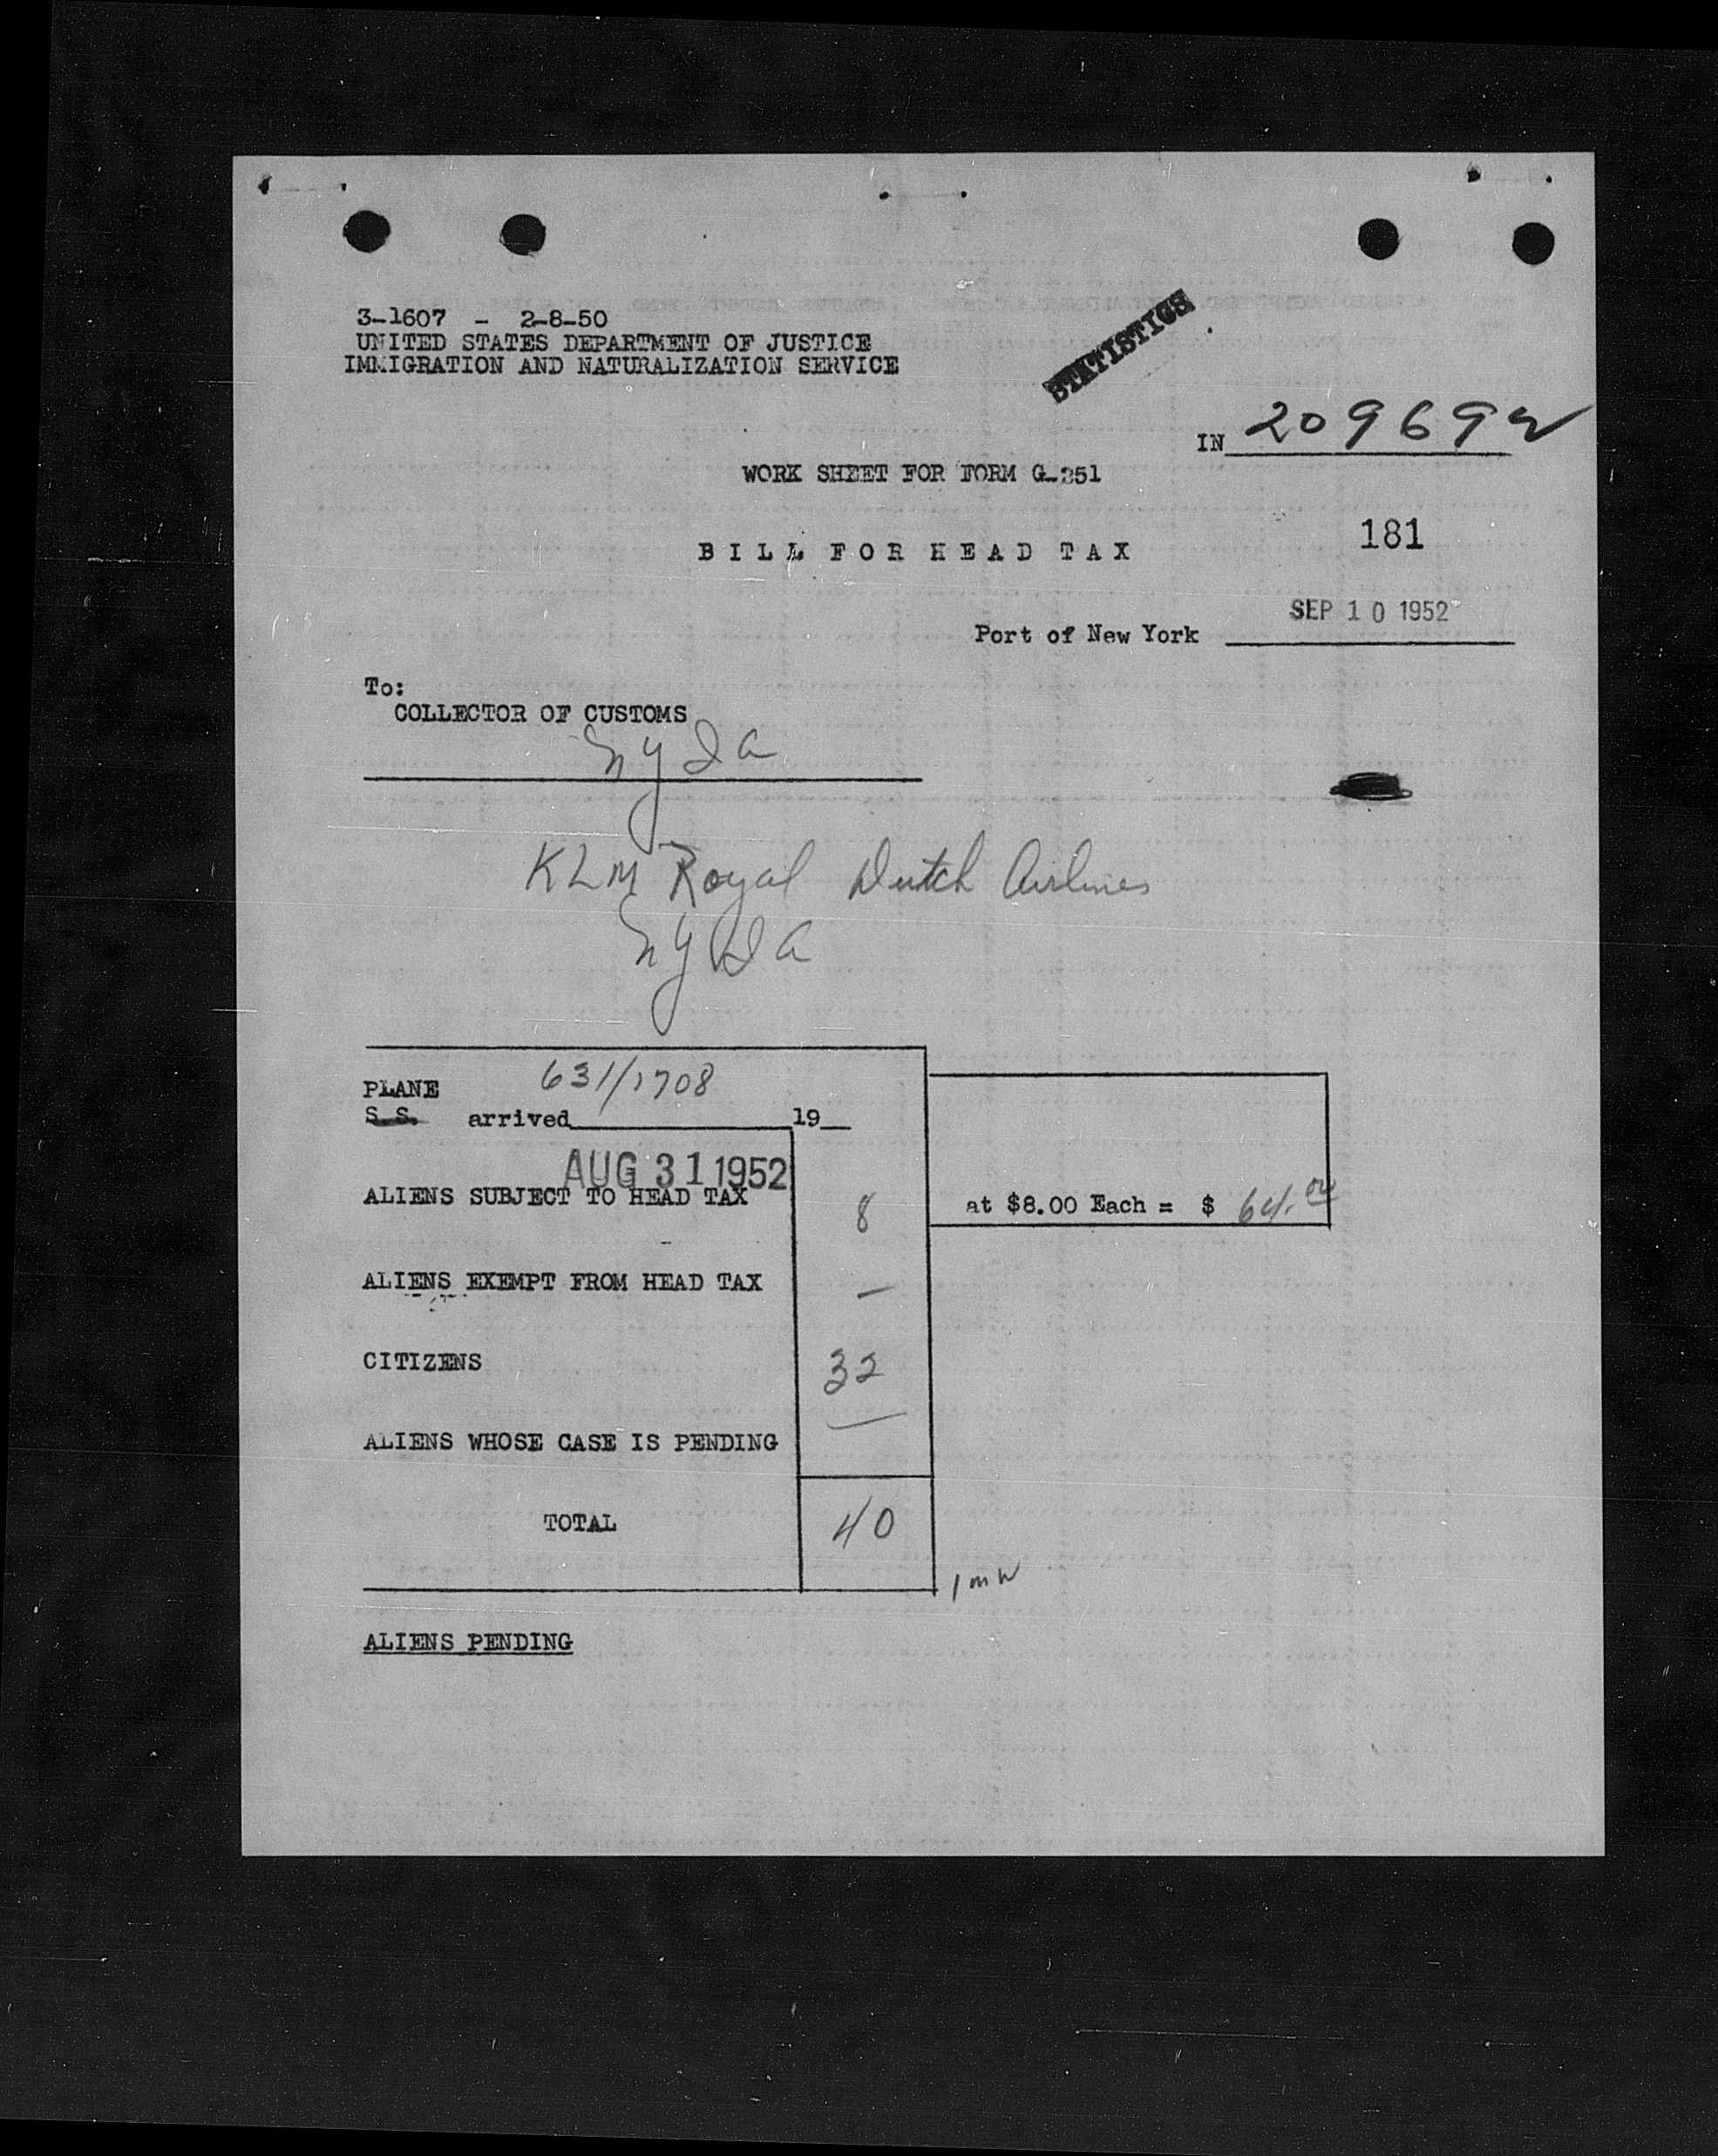 3-1607 - 2-8-50
UNITED STATES DEPARTMENT OF JUSTICE
IMMIGRATION AND NATURALIZATION SERVICE
STATISTICS
IN 209692
WORK SHEET FOR FORM G-251
BILL FOR HEAD TAX
181
SEP 10 1952
Port of New York
To:
COLLECTOR OF CUSTOMS
NYIA
KLM Royal Dutch Airlines
NYIA
PLANE 631/1708
S.S. arrived 19
AUG 31 1952
ALIENS SUBJECT TO HEAD TAX 8 at $8.00 Each = $ 64.00
ALIENS EXEMPT FROM HEAD TAX —
CITIZENS 32
ALIENS WHOSE CASE IS PENDING —
TOTAL 40
ALIENS PENDING